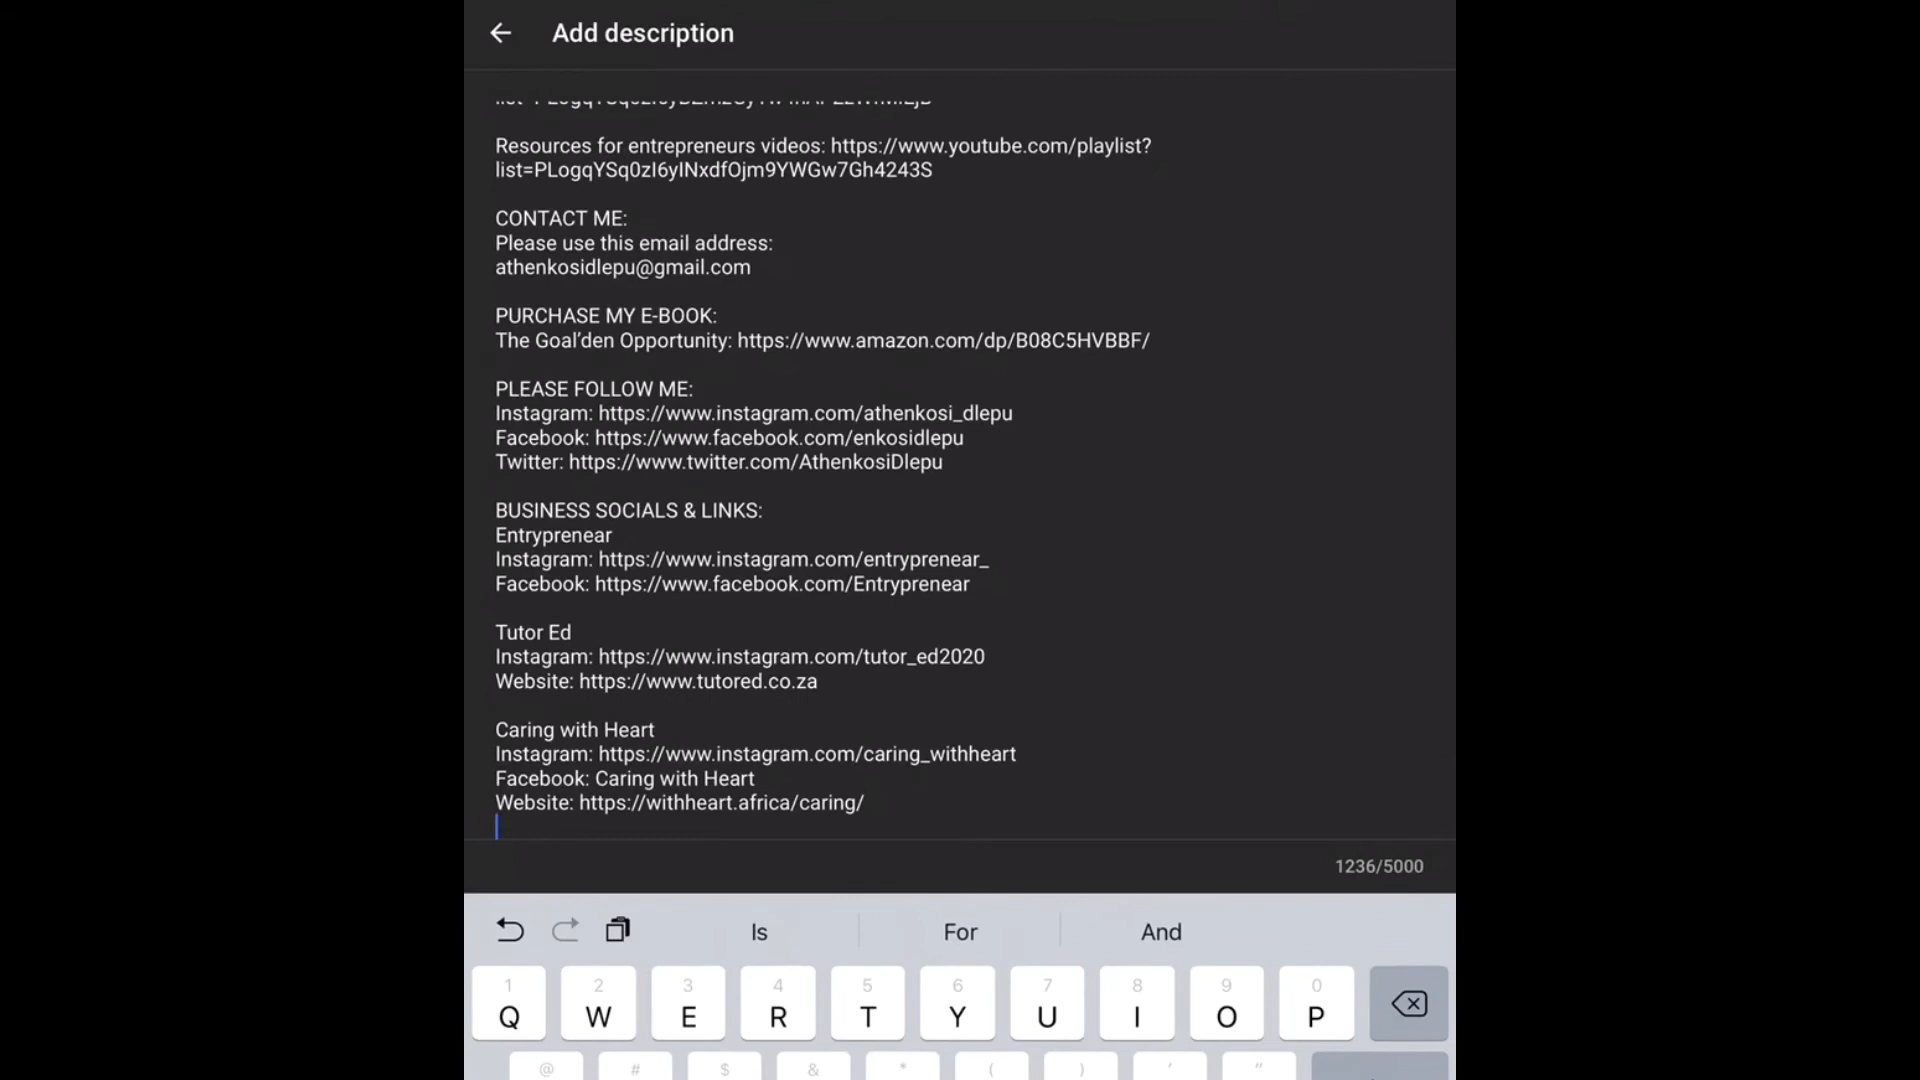 Add description
Resources for entrepreneurs videos: https://www.youtube.com/playlist?
list=PLogqYSq0zI6yINxdfOjm9YWGw7Gh4243S
CONTACT ME:
Please use this email address:
athenkosidlepu@gmail.com
PURCHASE MY E-BOOK:
The Goal’den Opportunity: https://www.amazon.com/dp/B08C5HVBBF/
PLEASE FOLLOW ME:
Instagram: https://www.instagram.com/athenkosi_dlepu
Facebook: https://www.facebook.com/enkosidlepu
Twitter: https://www.twitter.com/AthenkosiDlepu
BUSINESS SOCIALS & LINKS:
Entryprenear
Instagram: https://www.instagram.com/entryprenear_
Facebook: https://www.facebook.com/Entryprenear
Tutor Ed
Instagram: https://www.instagram.com/tutor_ed2020
Website: https://www.tutored.co.za
Caring with Heart
Instagram: https://www.instagram.com/caring_withheart
Facebook: Caring with Heart
Website: https://withheart.africa/caring/
1236/5000
Is For And
1 2 3 4 5 6 7 8 9 0
Q W E R T Y U I O P
@ # $ & * ( ) ' "